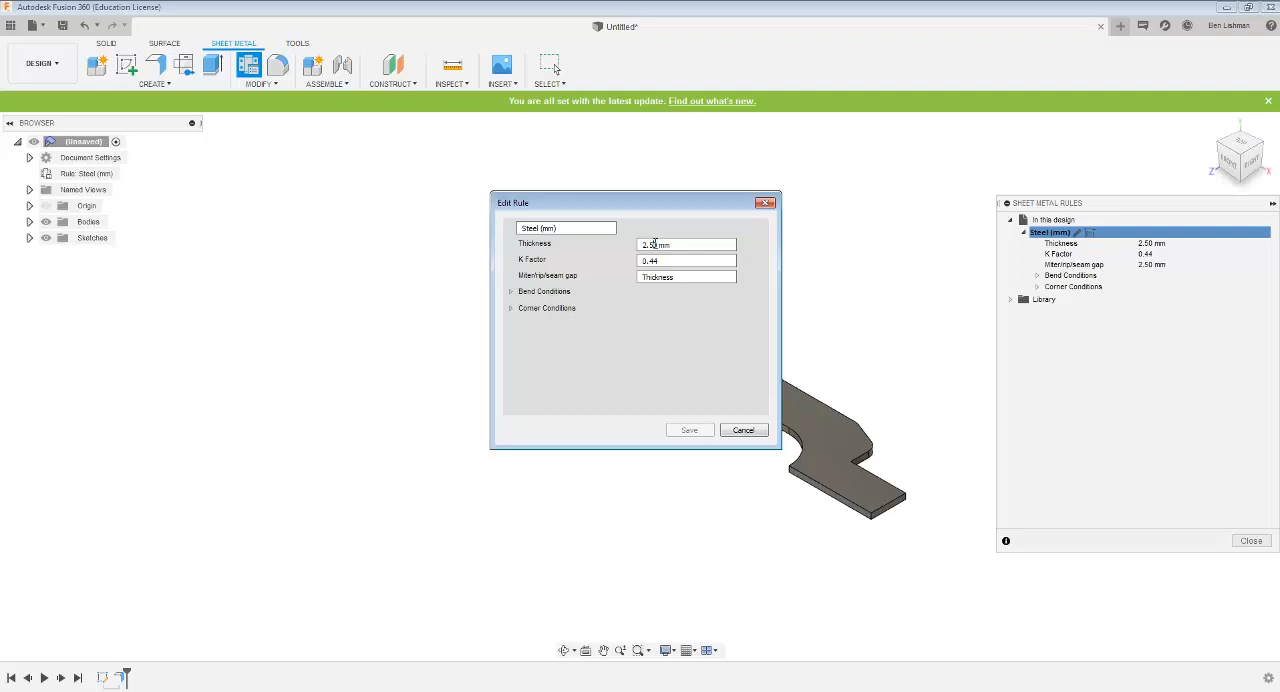 Autodesk Fusion 360 (Education License)
Untitled*
Ben Lishman
DESIGN
SOLID
SURFACE
SHEET METAL
TOOLS
CREATE
MODIFY
ASSEMBLE
CONSTRUCT
INSPECT
INSERT
SELECT
You are all set with the latest update. Find out what's new.
BROWSER
(Unsaved)
Document Settings
Rule: Steel (mm)
Named Views
Origin
Bodies
Sketches
Edit Rule
Steel (mm)
Thickness 2.50 mm
K Factor 0.44
Miter/rip/seam gap Thickness
Bend Conditions
Corner Conditions
Save Cancel
TOP
FRONT
RIGHT
Y
Z
X
SHEET METAL RULES
In this design
Steel (mm)
Thickness 2.50 mm
K Factor 0.44
Miter/rip/seam gap 2.50 mm
Bend Conditions
Corner Conditions
Library
Close